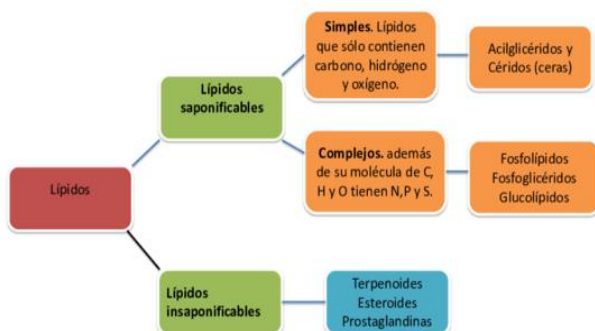 Lípidos
Lípidos
saponificables
Simples. Lípidos
que sólo contienen
carbono, hidrógeno
y oxígeno.
Acilglicéridos y
Céridos (ceras)
Complejos. además
de su molécula de C,
H y O tienen N,P y S.
Fosfolípidos
Fosfoglicéridos
Glucolípidos
Lípidos
insaponificables
Terpenoides
Esteroides
Prostaglandinas